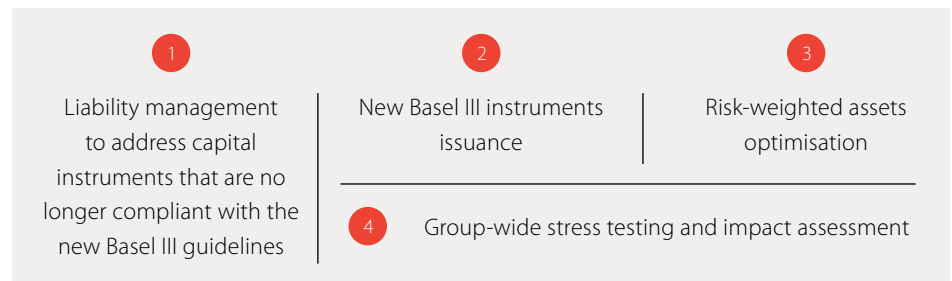 1
Liability management
to address capital
instruments that are no
longer compliant with the
new Basel III guidelines
2
New Basel III instruments
issuance
3
Risk-weighted assets
optimisation
4
Group-wide stress testing and impact assessment